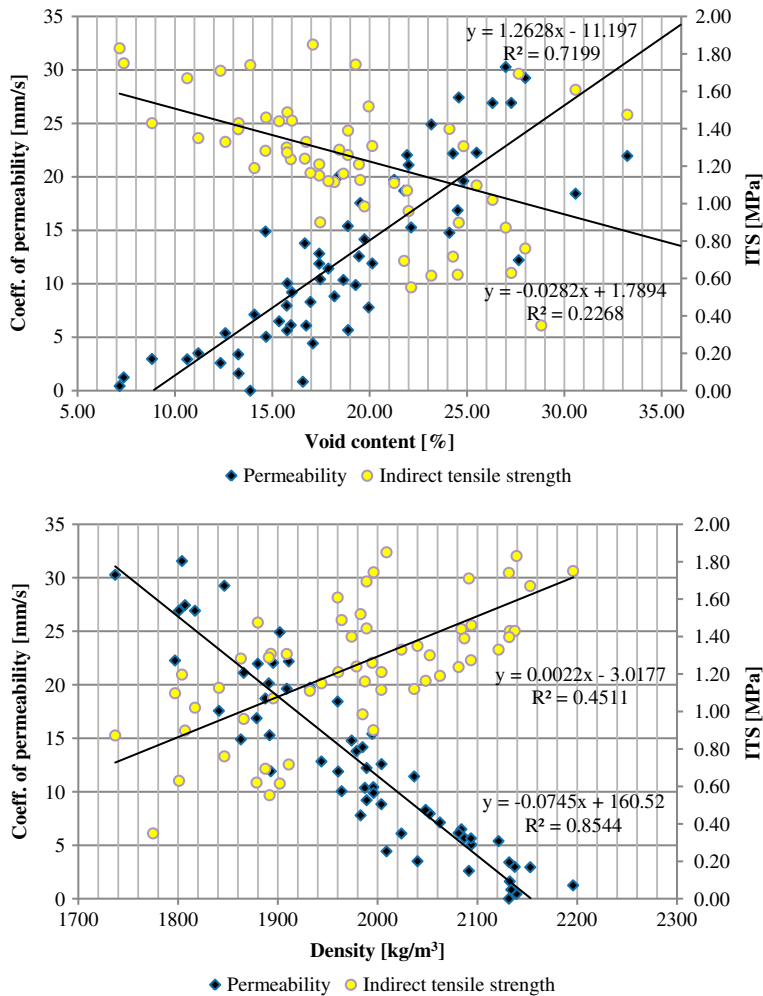 35
30
25
20
15
10
5
0
Coeff. of permeability [mm/s]
2.00
1.80
1.60
1.40
1.20
1.00
0.80
0.60
0.40
0.20
0.00
ITS [MPa]
y = 1.2628x - 11.197
R² = 0.7199
y = -0.0282x + 1.7894
R² = 0.2268
5.00 10.00 15.00 20.00 25.00 30.00 35.00
Void content [%]
Permeability Indirect tensile strength
35
30
25
20
15
10
5
0
Coeff. of permeability [mm/s]
2.00
1.80
1.60
1.40
1.20
1.00
0.80
0.60
0.40
0.20
0.00
ITS [MPa]
y = 0.0022x - 3.0177
R² = 0.4511
y = -0.0745x + 160.52
R² = 0.8544
1700 1800 1900 2000 2100 2200 2300
Density [kg/m³]
Permeability Indirect tensile strength